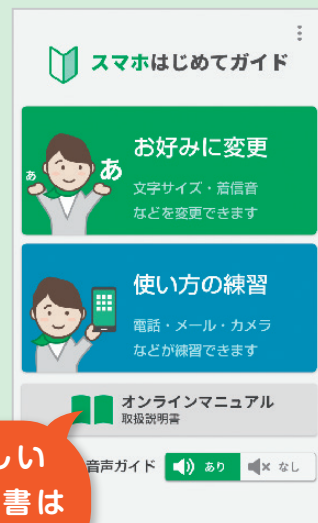 スマホはじめてガイド
お好みに変更
あ
あ
文字サイズ・着信音
などを変更できます
使い方の練習
電話・メール・カメラ
などが練習できます
オンラインマニュアル
取扱説明書
しい
書は
音声ガイド あり なし